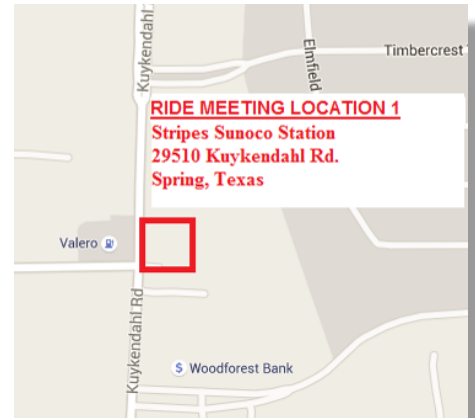 Kuykendahl
Elmfield
Timbercrest
RIDE MEETING LOCATION 1
Stripes Sunoco Station
29510 Kuykendahl Rd.
Spring, Texas
Valero
Kuykendahl Rd
$ Woodforest Bank
Kuykendahl Rd